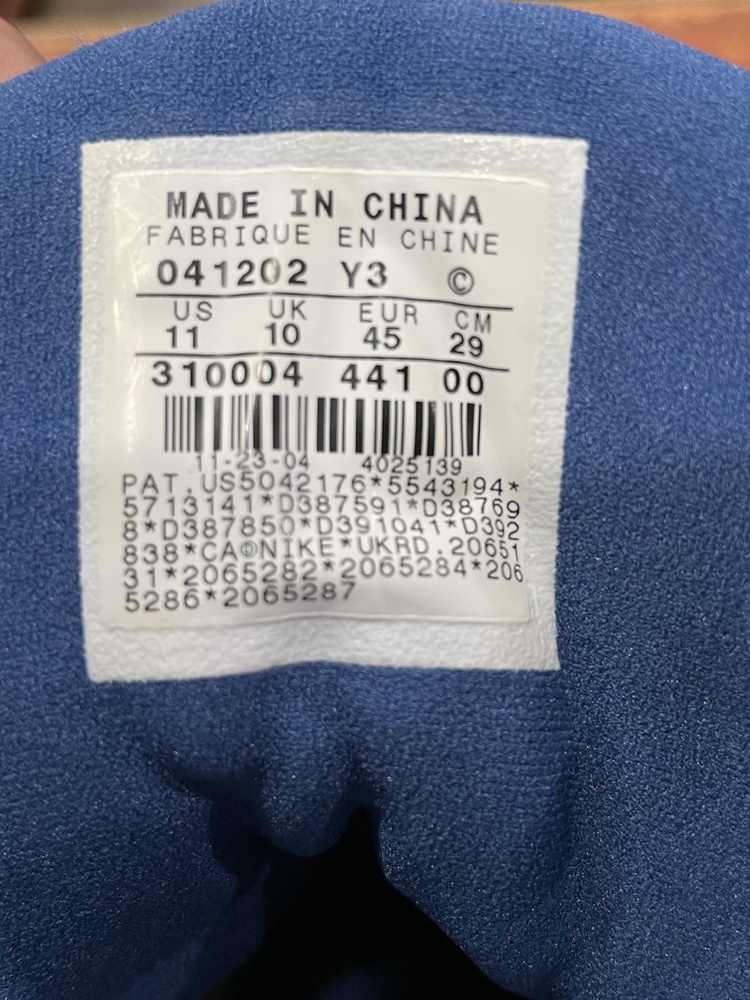 MADE IN CHINA
FABRIQUE EN CHINE
041202 Y3 ©
US UK EUR CM
11 10 45 29
310004 441 00
11-23-04 4025139
PAT.US5042176*5543194*
5713141*D387591*D38769
8*D387850*D391041*D392
838*CA©NIKE*UKRD.20651
31*2065282*2065284*206
5286*2065287